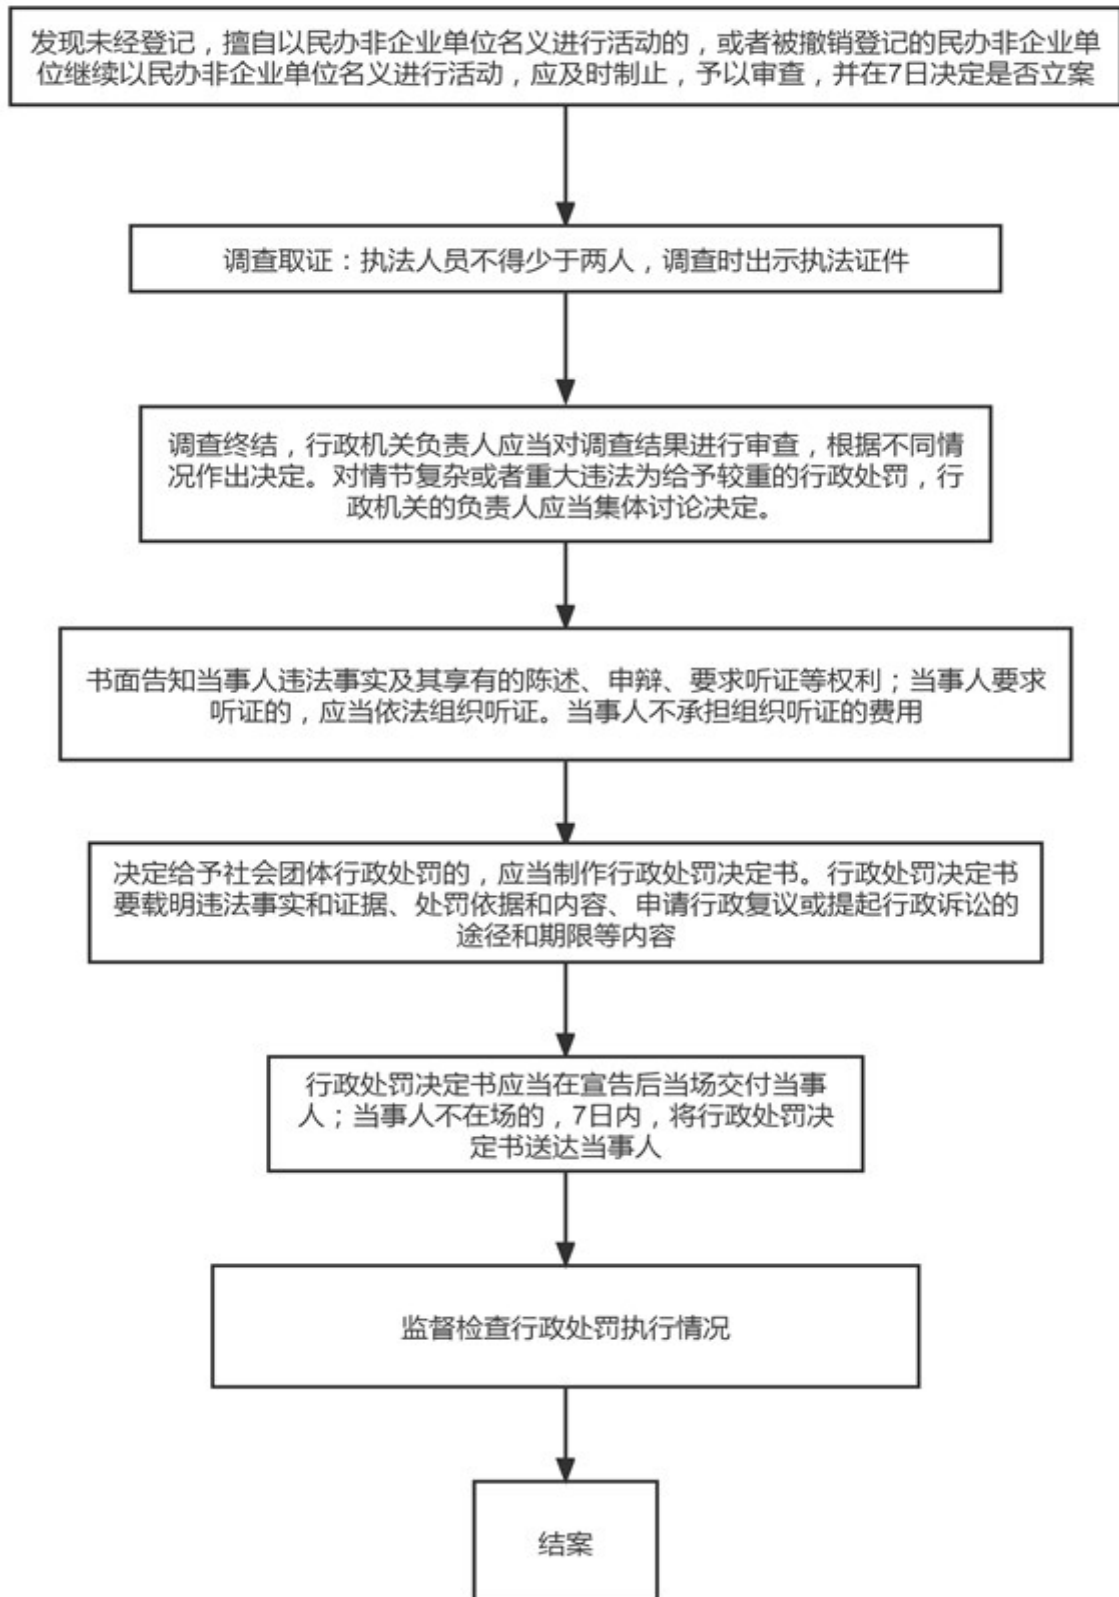 发现未经登记，擅自以民办非企业单位名义进行活动的，或者被撤销登记的民办非企业单
位继续以民办非企业单位名义进行活动，应及时制止，予以审查，并在7日决定是否立案
调查取证：执法人员不得少于两人，调查时出示执法证件
调查终结，行政机关负责人应当对调查结果进行审查，根据不同情
况作出决定。对情节复杂或者重大违法为给予较重的行政处罚，行
政机关的负责人应当集体讨论决定。
书面告知当事人违法事实及其享有的陈述、申辩、要求听证等权利；当事人要求
听证的，应当依法组织听证。当事人不承担组织听证的费用
决定给予社会团体行政处罚的，应当制作行政处罚决定书。行政处罚决定书
要载明违法事实和证据、处罚依据和内容、申请行政复议或提起行政诉讼的
途径和期限等内容
行政处罚决定书应当在宣告后当场交付当事
人；当事人不在场的，7日内，将行政处罚决
定书送达当事人
监督检查行政处罚执行情况
结案